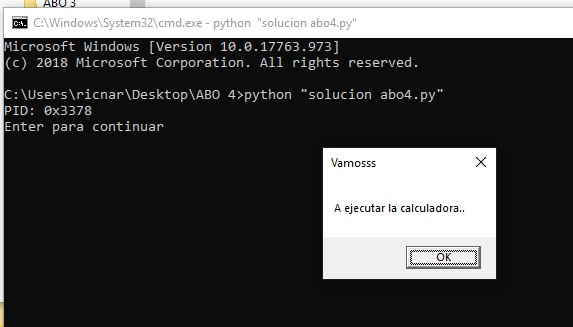 ABO 3
C:\Windows\System32\cmd.exe - python "solucion abo4.py"
Microsoft Windows [Version 10.0.17763.973]
(c) 2018 Microsoft Corporation. All rights reserved.
C:\Users\ricnar\Desktop\ABO 4>python "solucion abo4.py"
PID: 0x3378
Enter para continuar
Vamosss
A ejecutar la calculadora..
OK